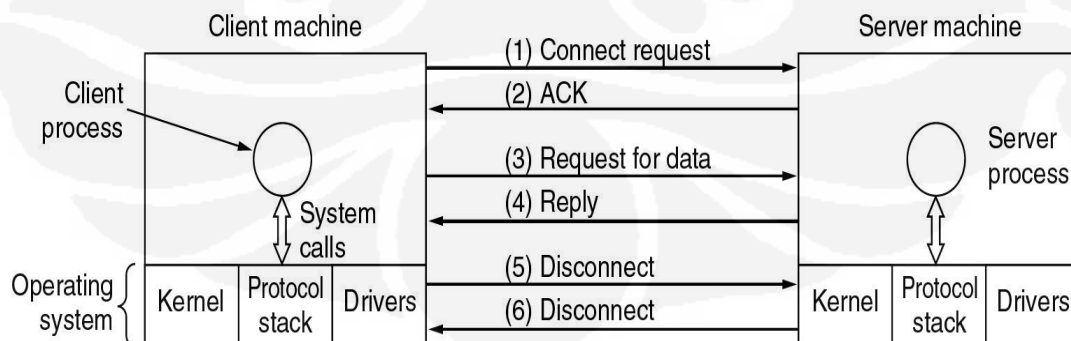 Client machine
Server machine
(1) Connect request
(2) ACK
Client
process
(3) Request for data
Server
process
(4) Reply
System
calls
(5) Disconnect
Operating
system
Kernel
Protocol
stack
Drivers
(6) Disconnect
Kernel
Protocol
stack
Drivers